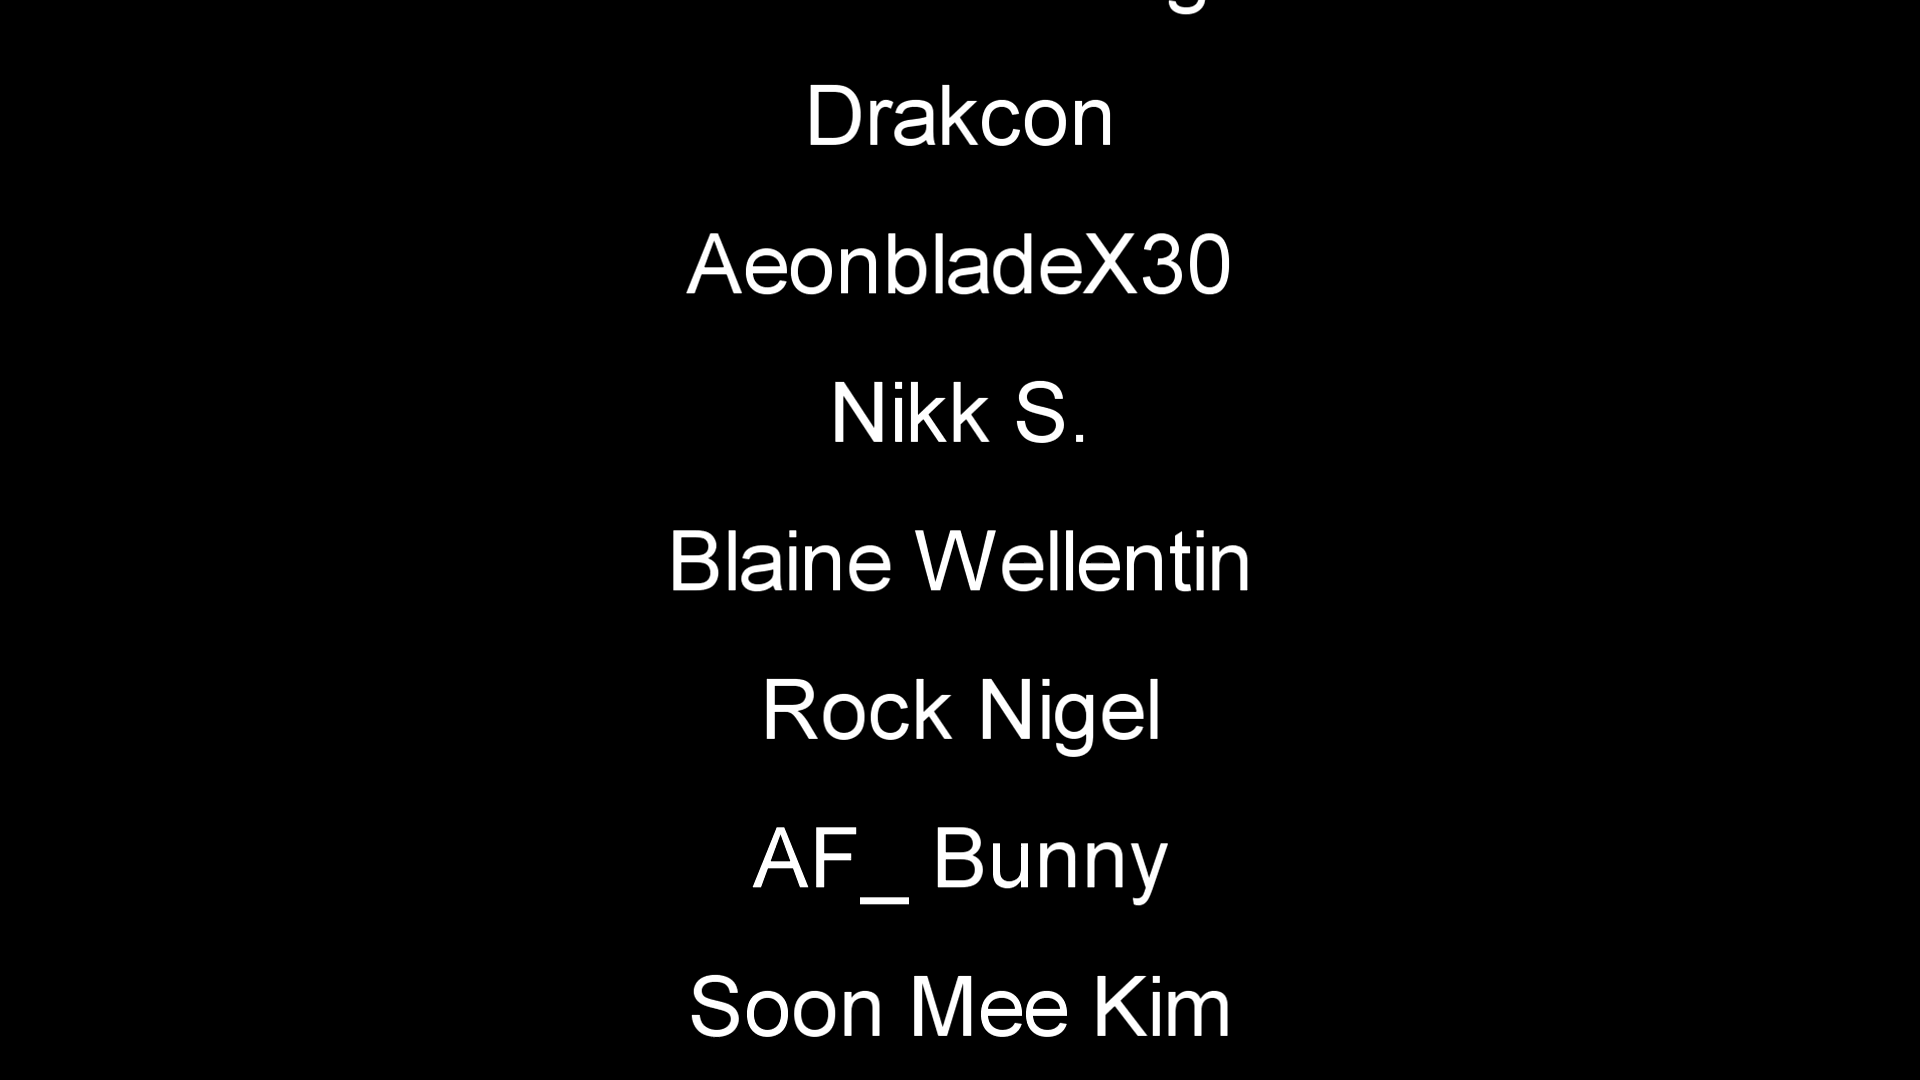 Drakcon
AeonbladeX30
Nikk S.
Blaine Wellentin
Rock Nigel
AF_ Bunny
Soon Mee Kim